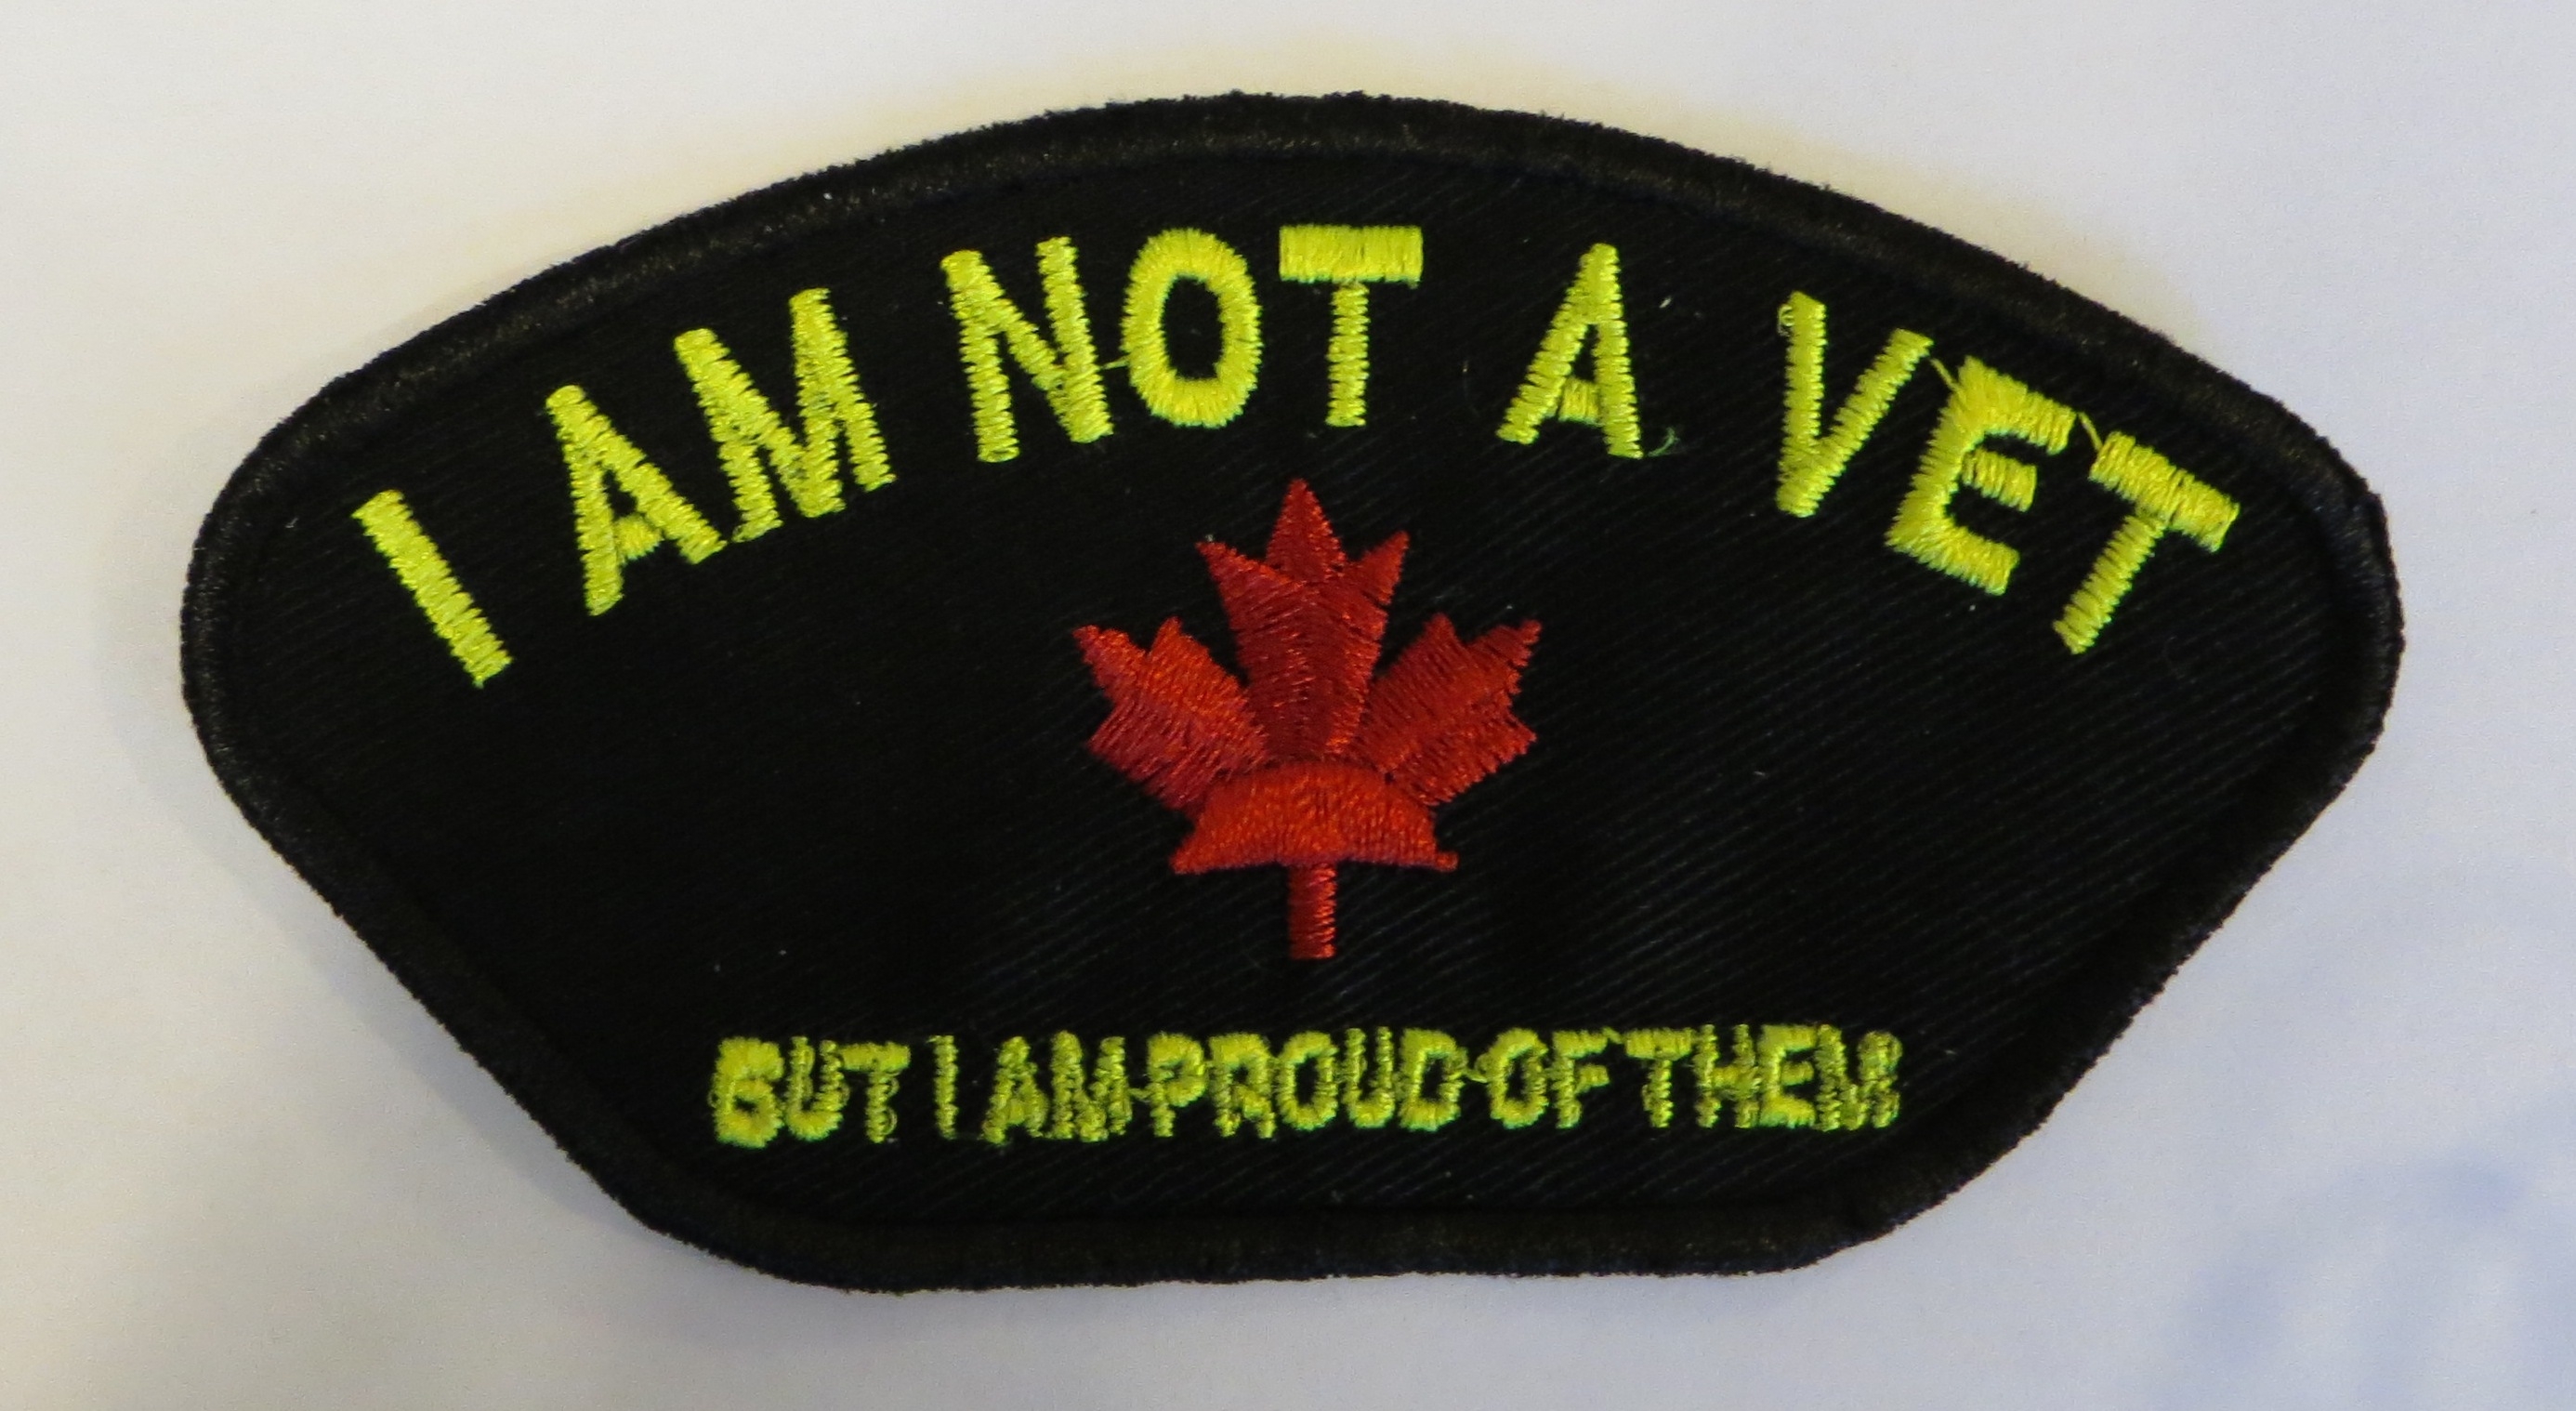 I AM NOT A VET
BUT I AM PROUD OF THEM